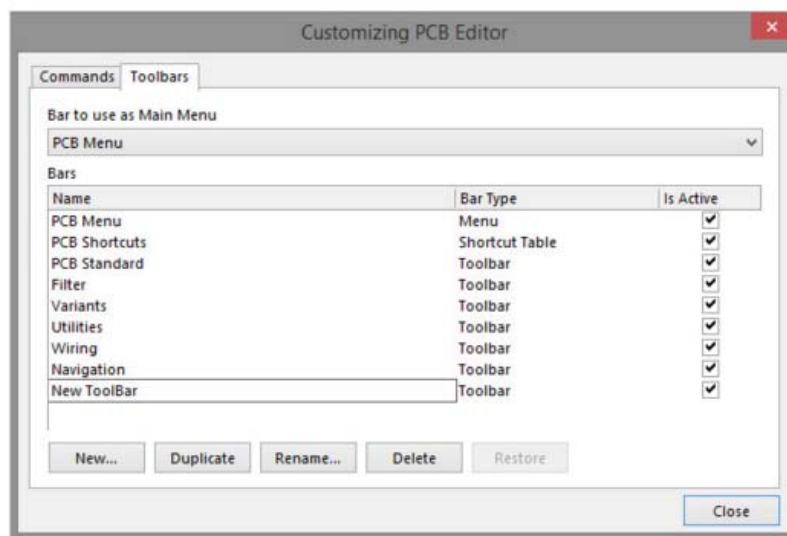 Customizing PCB Editor
Commands Toolbars
Bar to use as Main Menu
PCB Menu
Bars
Name Bar Type Is Active
PCB Menu Menu
PCB Shortcuts Shortcut Table
PCB Standard Toolbar
Filter Toolbar
Variants Toolbar
Utilities Toolbar
Wiring Toolbar
Navigation Toolbar
New ToolBar Toolbar
New... Duplicate Rename... Delete Restore
Close